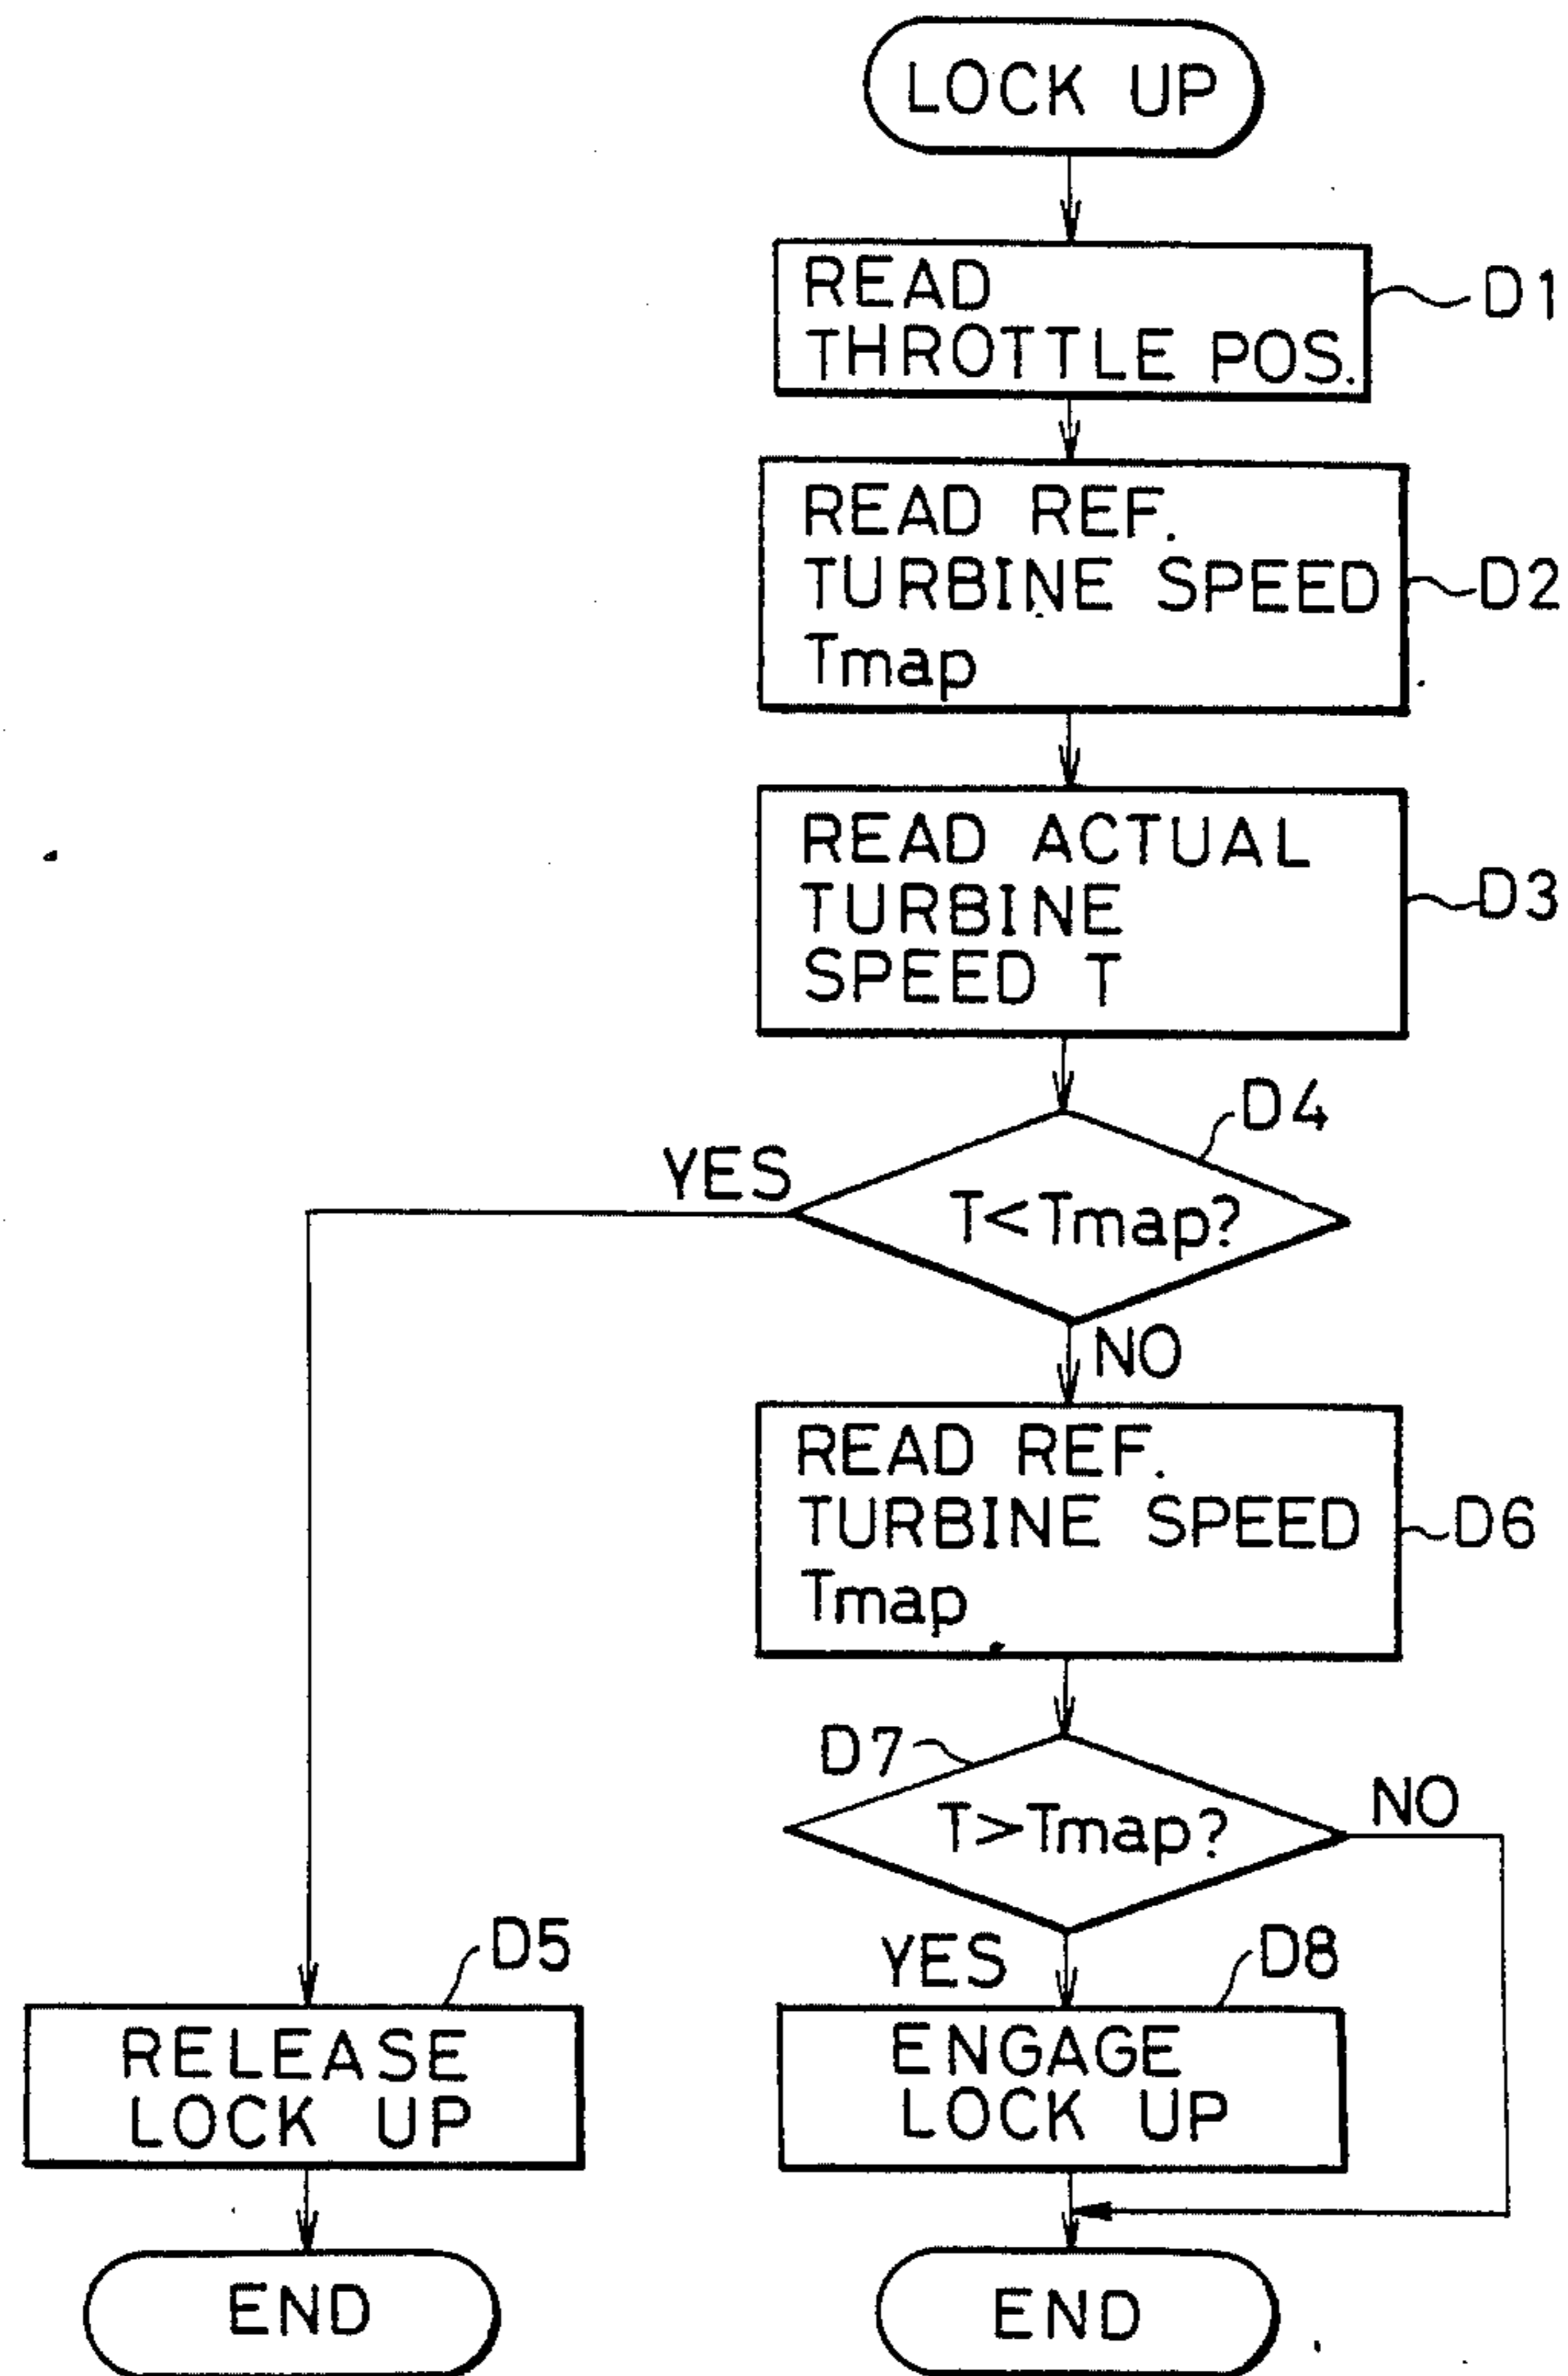 LOCK UP
READ
THROTTLE POS.
D1
READ REF.
TURBINE SPEED
Tmap
D2
READ ACTUAL
TURBINE
SPEED T
D3
D4
YES
T<Tmap?
NO
READ REF.
TURBINE SPEED
Tmap
D6
D7
T>Tmap?
NO
YES
D5
D8
RELEASE
LOCK UP
ENGAGE
LOCK UP
END
END